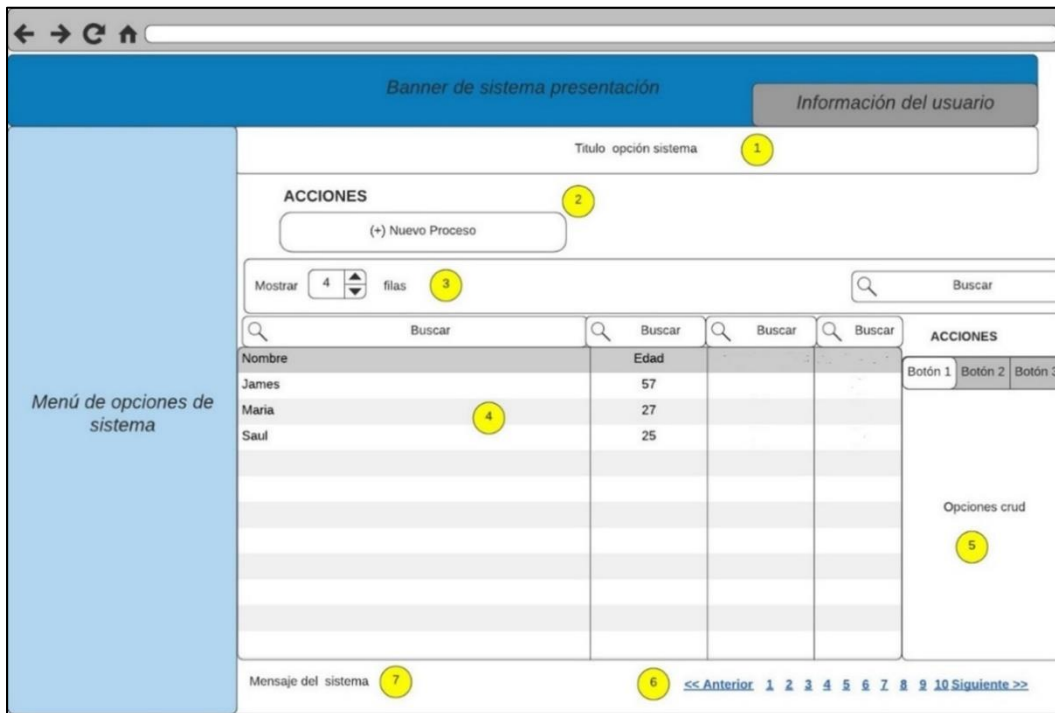 Banner de sistema presentación
Información del usuario
Titulo opción sistema 1
ACCIONES 2
(+) Nuevo Proceso
Mostrar 4 filas 3 Buscar
Buscar Buscar Buscar Buscar ACCIONES
Nombre Edad
Botón 1 Botón 2 Botón 3
James 57
Maria 27
Saul 25
4
Menú de opciones de
sistema
Opciones crud
5
Mensaje del sistema 7 6 << Anterior 1 2 3 4 5 6 7 8 9 10 Siguiente >>